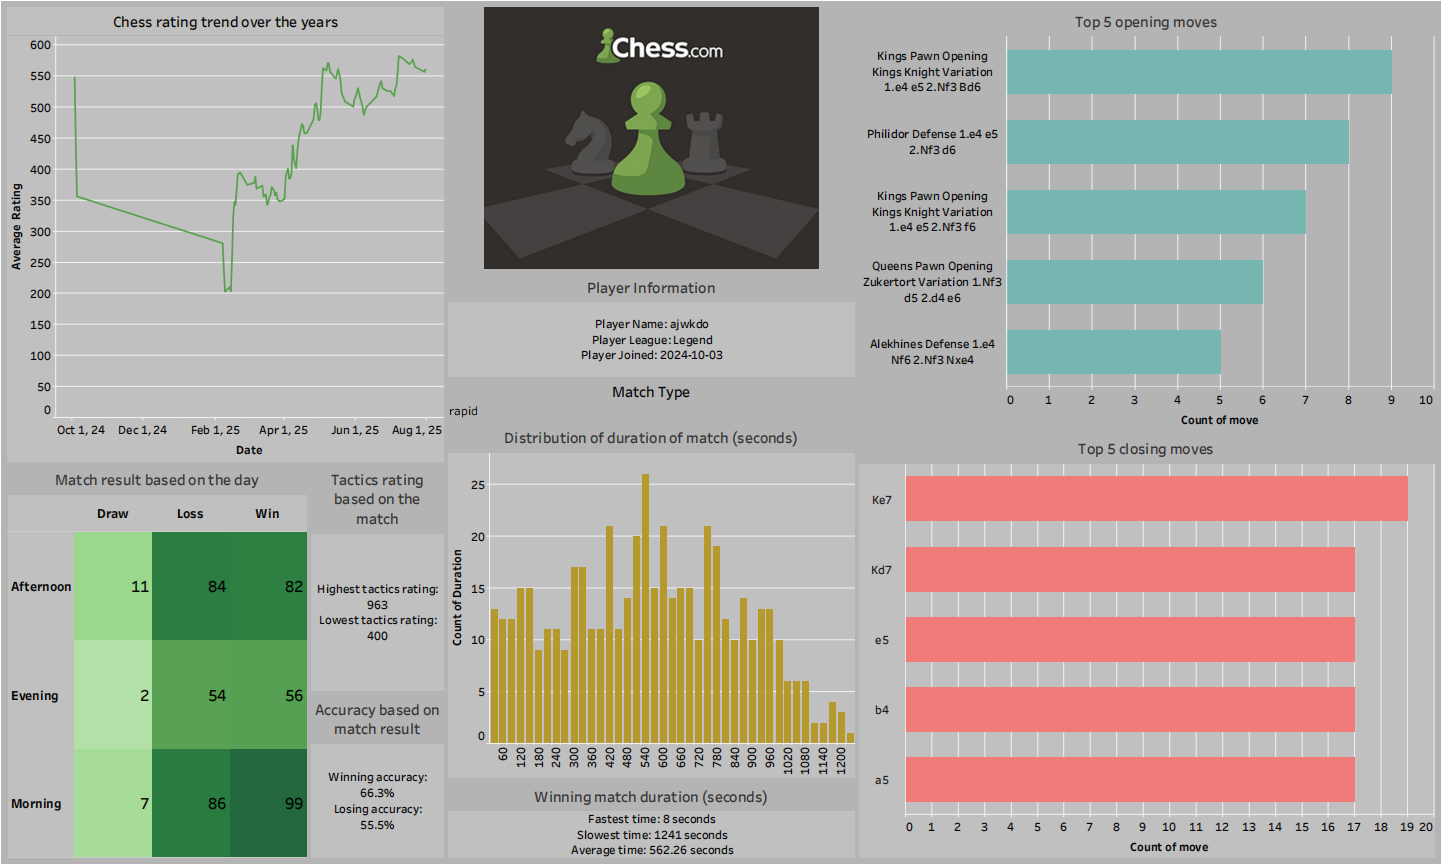 Chess rating trend over the years
600
550
500
450
400
350
300
250
200
150
100
50
0
Average Rating
Oct 1, 24
Dec 1, 24
Feb 1, 25
Apr 1, 25
Jun 1, 25
Aug 1, 25
Date
Chess.com
Player Information
Player Name: ajwkdo
Player League: Legend
Player Joined: 2024-10-03
Match Type
rapid
Top 5 opening moves
Kings Pawn Opening
Kings Knight Variation
1.e4 e5 2.Nf3 Bd6
Philidor Defense 1.e4 e5
2.Nf3 d6
Kings Pawn Opening
Kings Knight Variation
1.e4 e5 2.Nf3 f6
Queens Pawn Opening
Zukertort Variation 1.Nf3
d5 2.d4 e6
Alekhines Defense 1.e4
Nf6 2.Nf3 Nxe4
0 1 2 3 4 5 6 7 8 9 10
Count of move
Match result based on the day
Draw Loss Win
Afternoon 11 84 82
Evening 2 54 56
Morning 7 86 99
Tactics rating
based on the
match
Highest tactics rating:
963
Lowest tactics rating:
400
Accuracy based on
match result
Winning accuracy:
66.3%
Losing accuracy:
55.5%
Distribution of duration of match (seconds)
25
20
15
10
5
0
Count of Duration
60 120 180 240 300 360 420 480 540 600 660 720 780 840 900 960 1020 1080 1140 1200
Winning match duration (seconds)
Fastest time: 8 seconds
Slowest time: 1241 seconds
Average time: 562.26 seconds
Top 5 closing moves
Ke7
Kd7
e5
b4
a5
0 1 2 3 4 5 6 7 8 9 10 11 12 13 14 15 16 17 18 19 20
Count of move